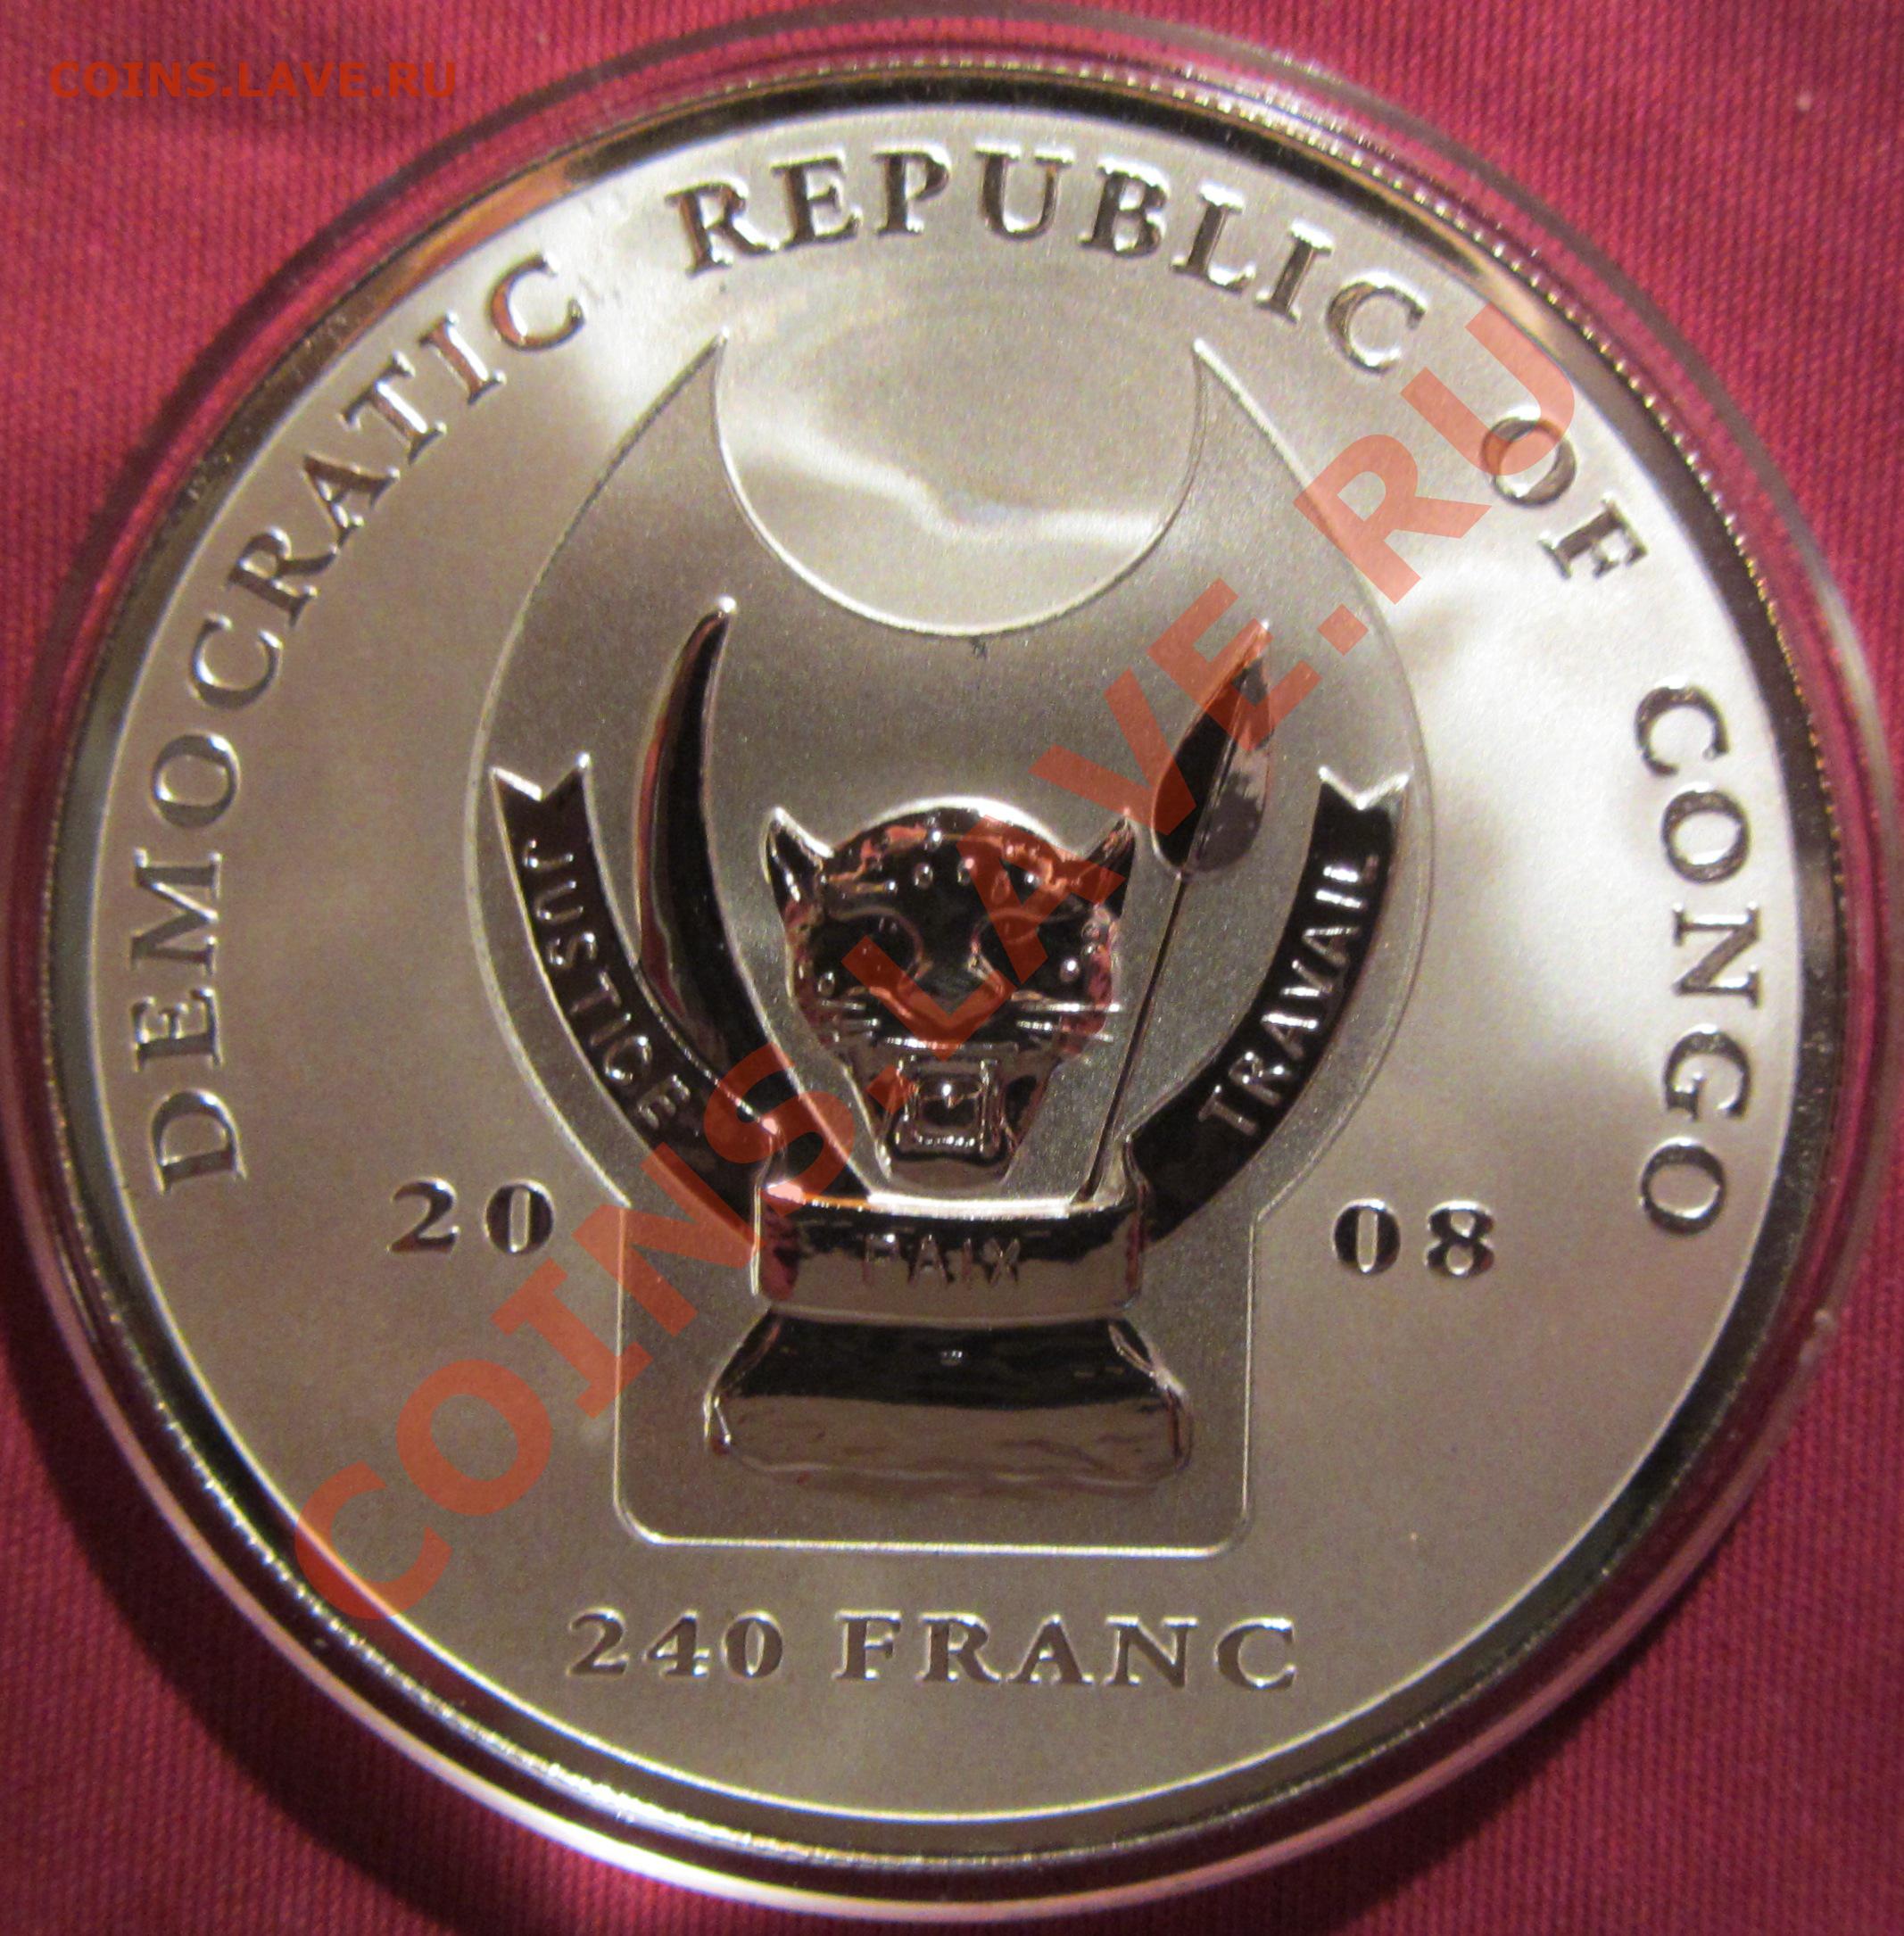 COINS.LAVE.RU
DEMOCRATIC REPUBLIC OF CONGO
JUSTICE
TRAVAIL
PAIX
20 08
240 FRANC
COINS.LAVE.RU